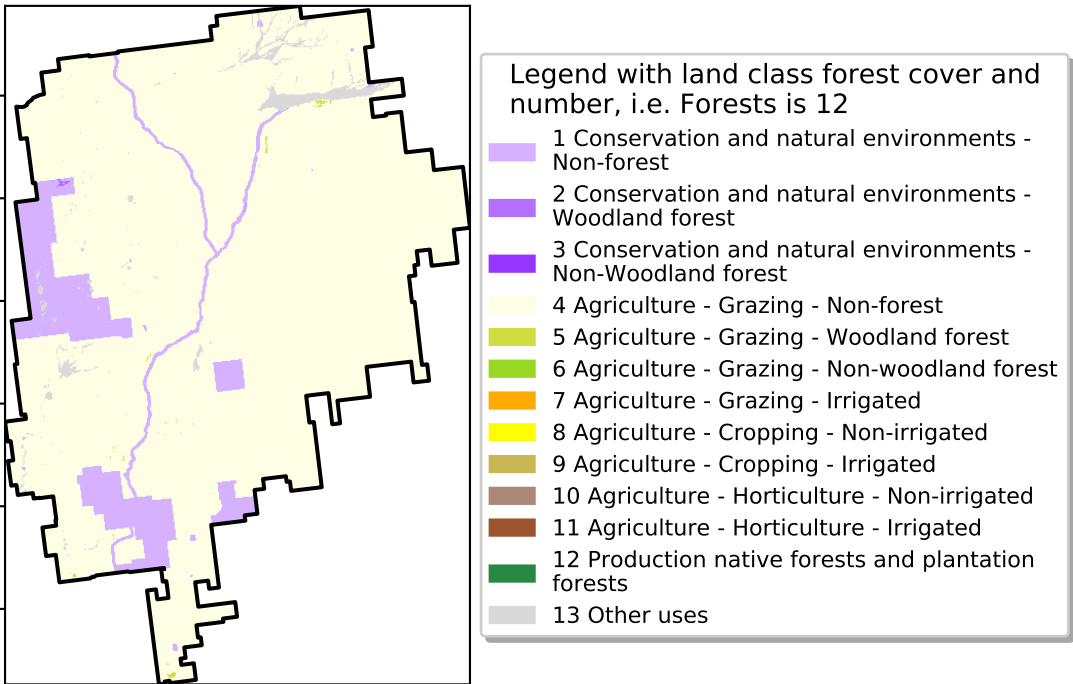 Legend with land class forest cover and
number, i.e. Forests is 12
1 Conservation and natural environments -
Non-forest
2 Conservation and natural environments -
Woodland forest
3 Conservation and natural environments -
Non-Woodland forest
4 Agriculture - Grazing - Non-forest
5 Agriculture - Grazing - Woodland forest
6 Agriculture - Grazing - Non-woodland forest
7 Agriculture - Grazing - Irrigated
8 Agriculture - Cropping - Non-irrigated
9 Agriculture - Cropping - Irrigated
10 Agriculture - Horticulture - Non-irrigated
11 Agriculture - Horticulture - Irrigated
12 Production native forests and plantation
forests
13 Other uses